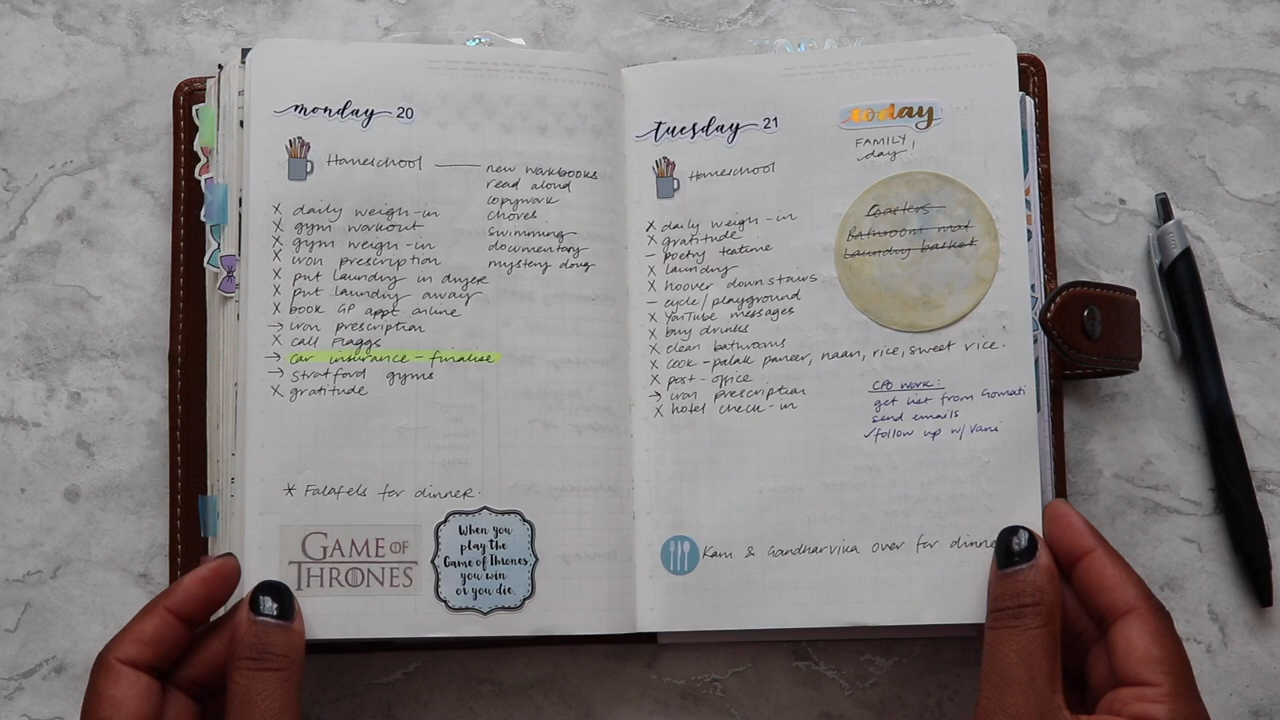 monday 20
Homeschool
new workbooks
read aloud
copywork
chores
swimming
documentary
mystery doug
X daily weigh-in
X gym workout
X gym weigh-in
X iron prescription
X put laundry in dryer
X put laundry away
X book GP appt online
→ iron prescription
X call Flaggs
→ car insurance - finalise
→ Stratford gyms
X gratitude
* Falafels for dinner.
GAME OF
THRONES
When you
play the
Game of Thrones,
you win
or you die.
tuesday 21
Homeschool
X daily weigh-in
X gratitude
– poetry teatime
X laundry
X hoover downstairs
– cycle/playground
X YouTube messages
X buy drinks
X clean bathrooms
X cook - palak paneer, naan, rice, sweet rice.
X post-office
→ iron prescription
X hotel check-in
today
FAMILY
day!
Coasters
Bathroom mat
Laundry basket
CPO WORK:
get list from Gomati
send emails
✓follow up w/ Vani
Kam & Gandharvika over for dinne
TODAY